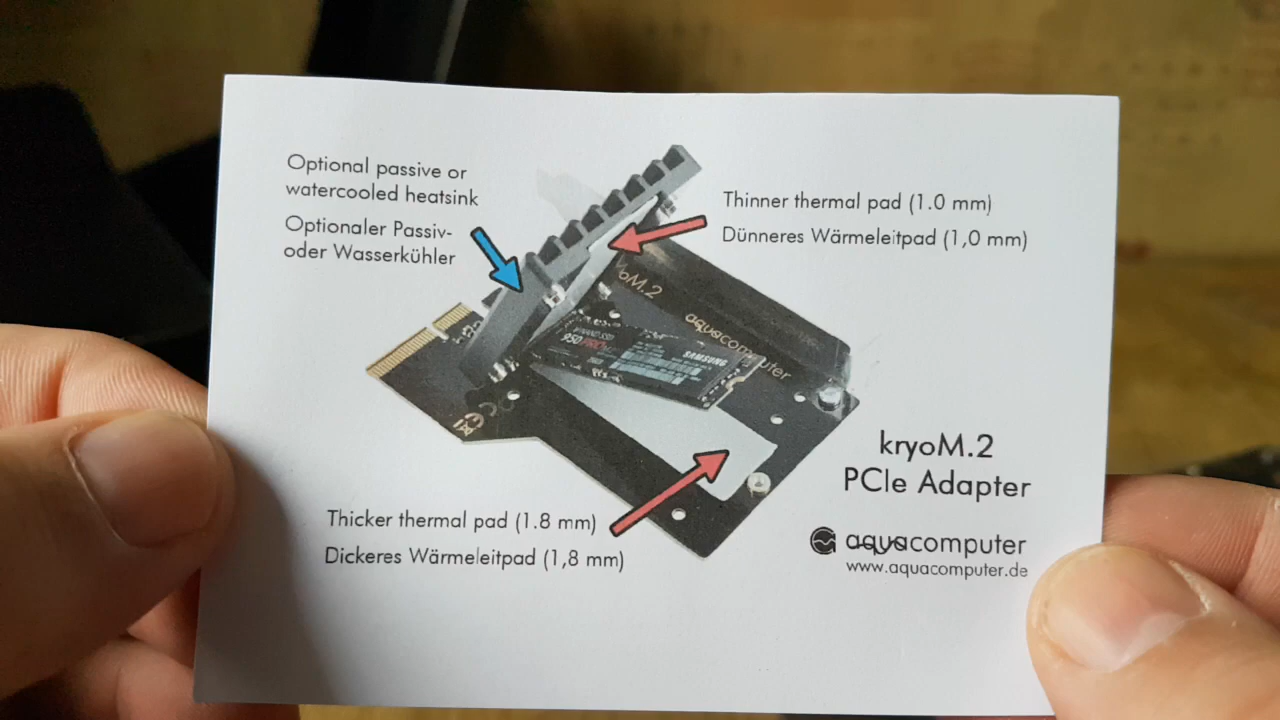 Optional passive or
watercooled heatsink
Optionaler Passiv-
oder Wasserkühler
Thinner thermal pad (1.0 mm)
Dünneres Wärmeleitpad (1,0 mm)
oM.2
aquacomputer
950 PRO
SAMSUNG
CE
Thicker thermal pad (1.8 mm)
Dickeres Wärmeleitpad (1,8 mm)
kryoM.2
PCIe Adapter
aquacomputer
www.aquacomputer.de